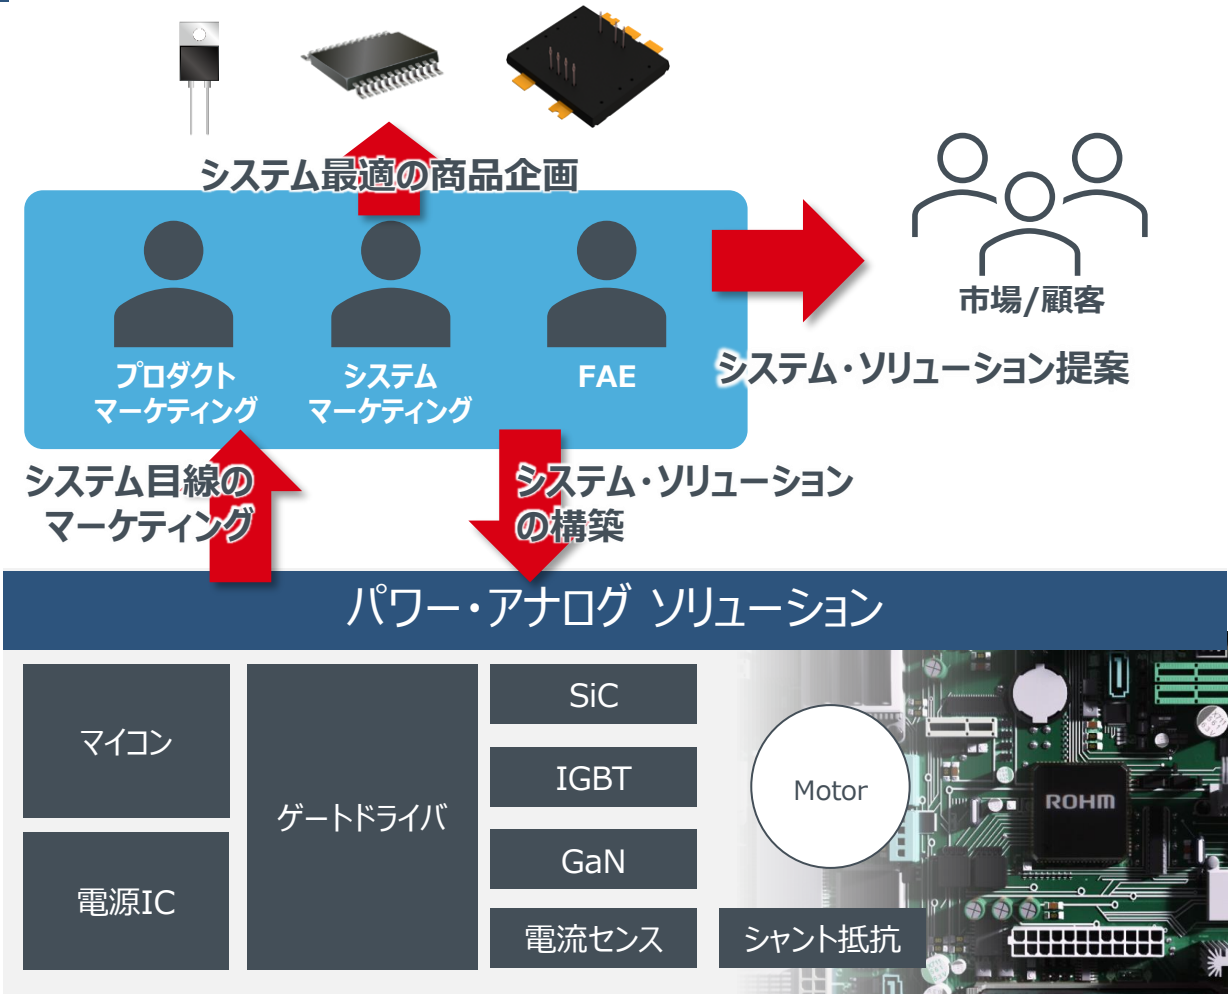 システム最適の商品企画
市場/顧客
プロダクト
マーケティング
システム
マーケティング
FAE
システム・ソリューション提案
システム目線の
マーケティング
システム・ソリューション
の構築
パワー・アナログ ソリューション
マイコン
電源IC
ゲートドライバ
SiC
IGBT
GaN
電流センス
シャント抵抗
Motor
ROHM